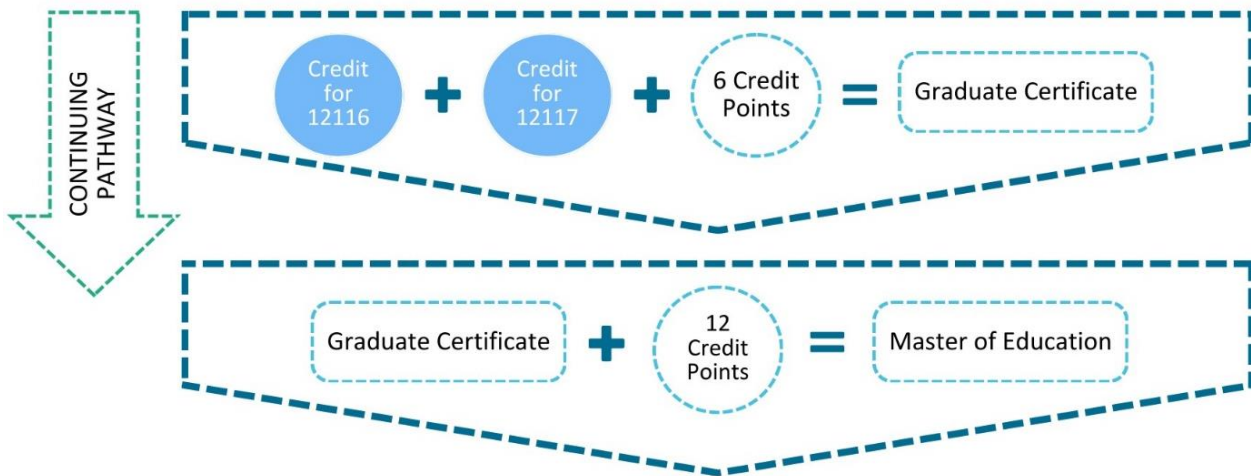 CONTINUING
PATHWAY
Credit
for
12116
+
Credit
for
12117
+
6 Credit
Points
=
Graduate Certificate
Graduate Certificate
+
12
Credit
Points
=
Master of Education